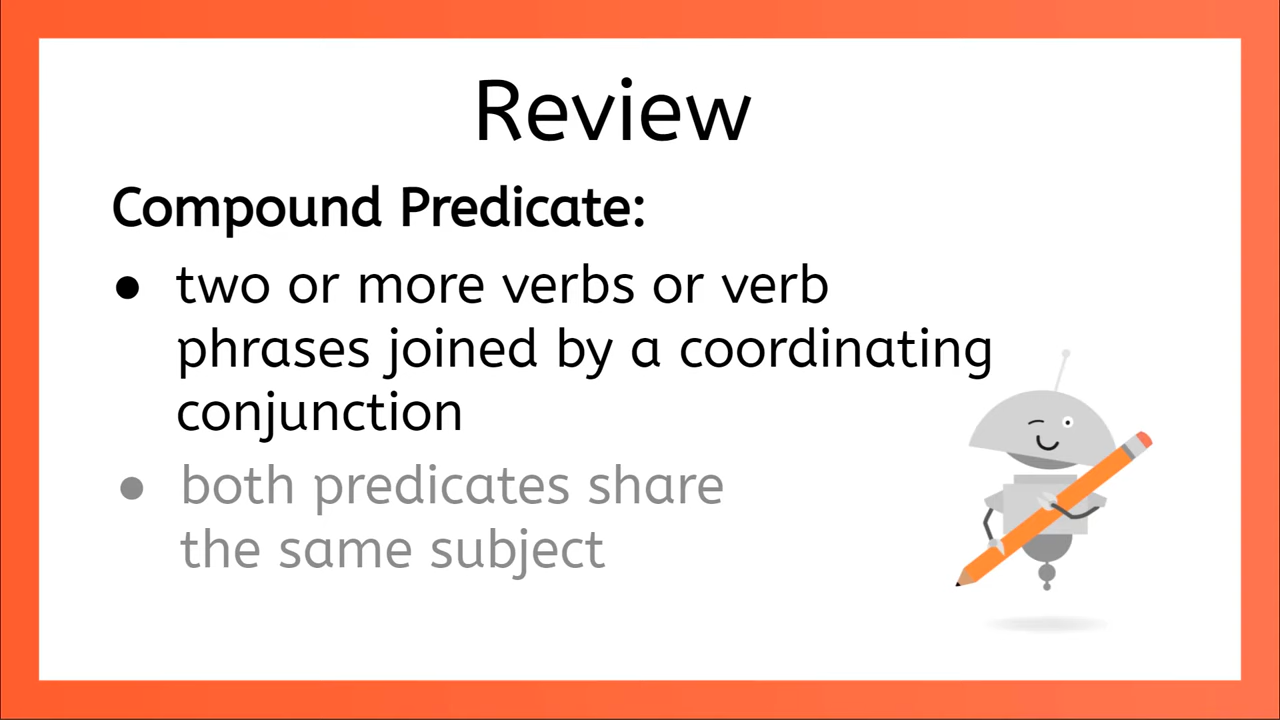 Review
Compound Predicate:
● two or more verbs or verb
phrases joined by a coordinating
conjunction
● both predicates share
the same subject